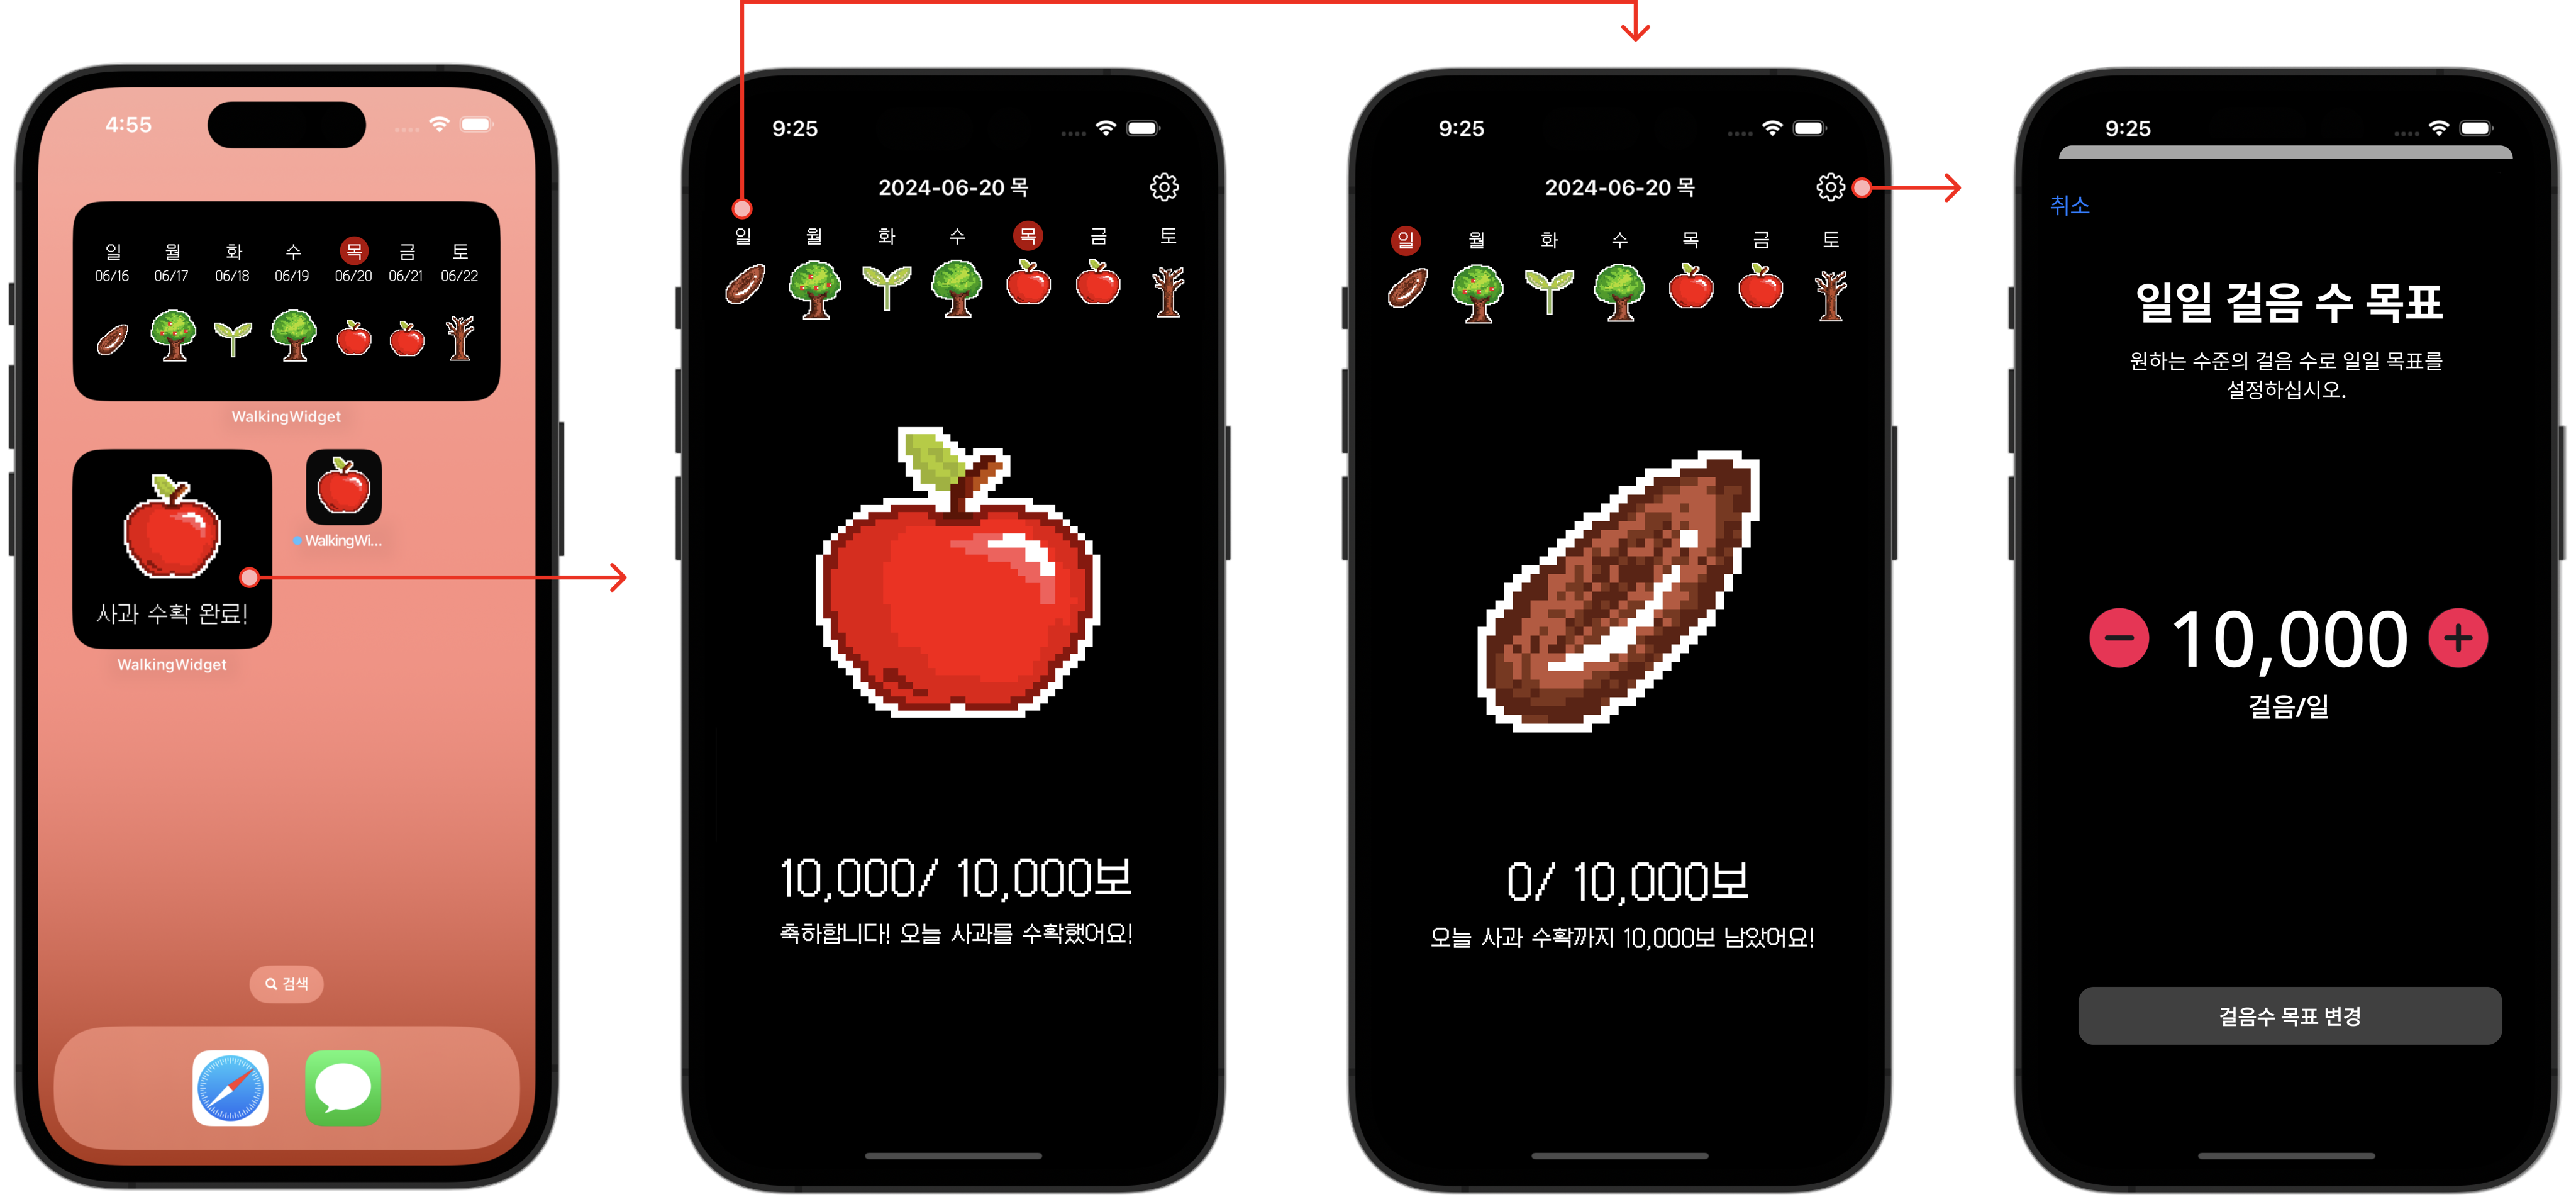 4:55
일 월 화 수 목 금 토
06/16 06/17 06/18 06/19 06/20 06/21 06/22
WalkingWidget
사과 수확 완료!
WalkingWidget
WalkingWi...
검색
9:25
2024-06-20 목
일 월 화 수 목 금 토
10,000/ 10,000보
축하합니다! 오늘 사과를 수확했어요!
9:25
2024-06-20 목
일 월 화 수 목 금 토
0/ 10,000보
오늘 사과 수확까지 10,000보 남았어요!
9:25
취소
일일 걸음 수 목표
원하는 수준의 걸음 수로 일일 목표를
설정하십시오.
10,000
걸음/일
걸음수 목표 변경